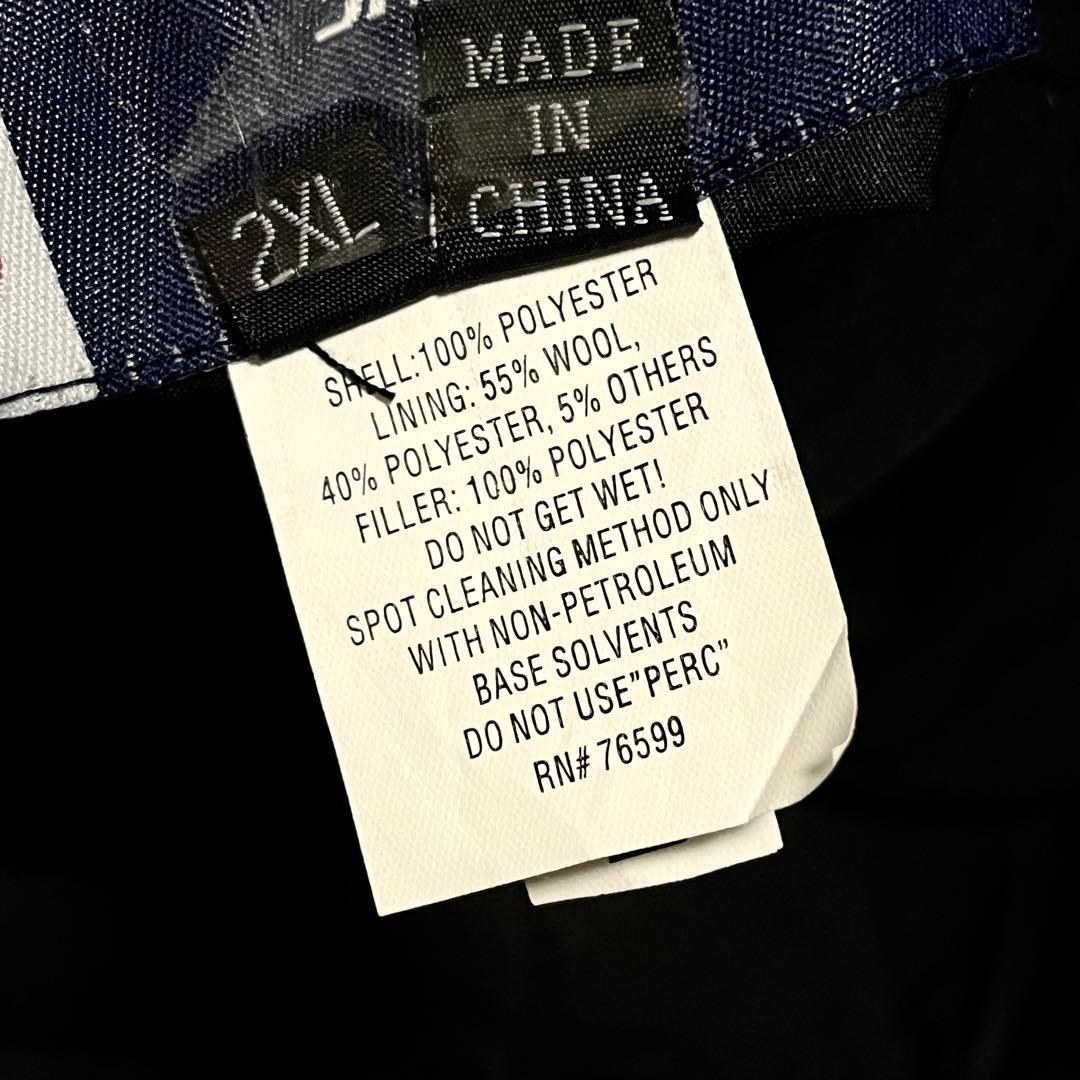 MADE
IN
CHINA
2XL
SHELL:100% POLYESTER
LINING: 55% WOOL,
40% POLYESTER, 5% OTHERS
FILLER: 100% POLYESTER
DO NOT GET WET!
SPOT CLEANING METHOD ONLY
WITH NON-PETROLEUM
BASE SOLVENTS
DO NOT USE"PERC"
RN# 76599